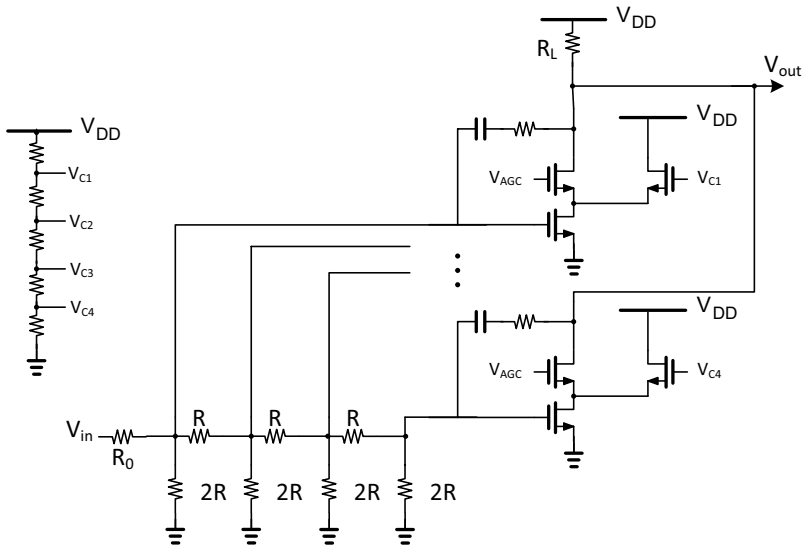 V_DD
R_L
V_out
V_DD
V_DD
V_C1
V_AGC
V_C1
V_C2
V_C3
V_C4
V_DD
V_AGC
V_C4
V_in
R_0
R
R
R
2R
2R
2R
2R